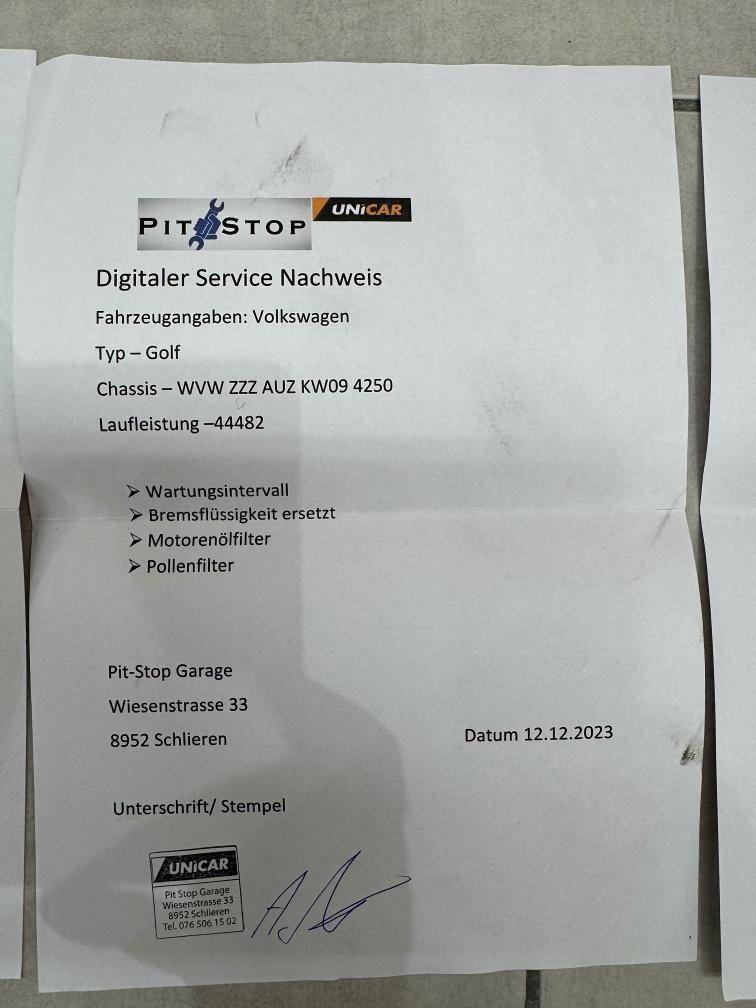 PIT STOP
UNiCAR
Digitaler Service Nachweis
Fahrzeugangaben: Volkswagen
Typ – Golf
Chassis – WVW ZZZ AUZ KW09 4250
Laufleistung –44482
➢ Wartungsintervall
➢ Bremsflüssigkeit ersetzt
➢ Motorenölfilter
➢ Pollenfilter
Pit-Stop Garage
Wiesenstrasse 33
8952 Schlieren
Datum 12.12.2023
Unterschrift/ Stempel
UNiCAR
Pit Stop Garage
Wiesenstrasse 33
8952 Schlieren
Tel. 076 506 15 02